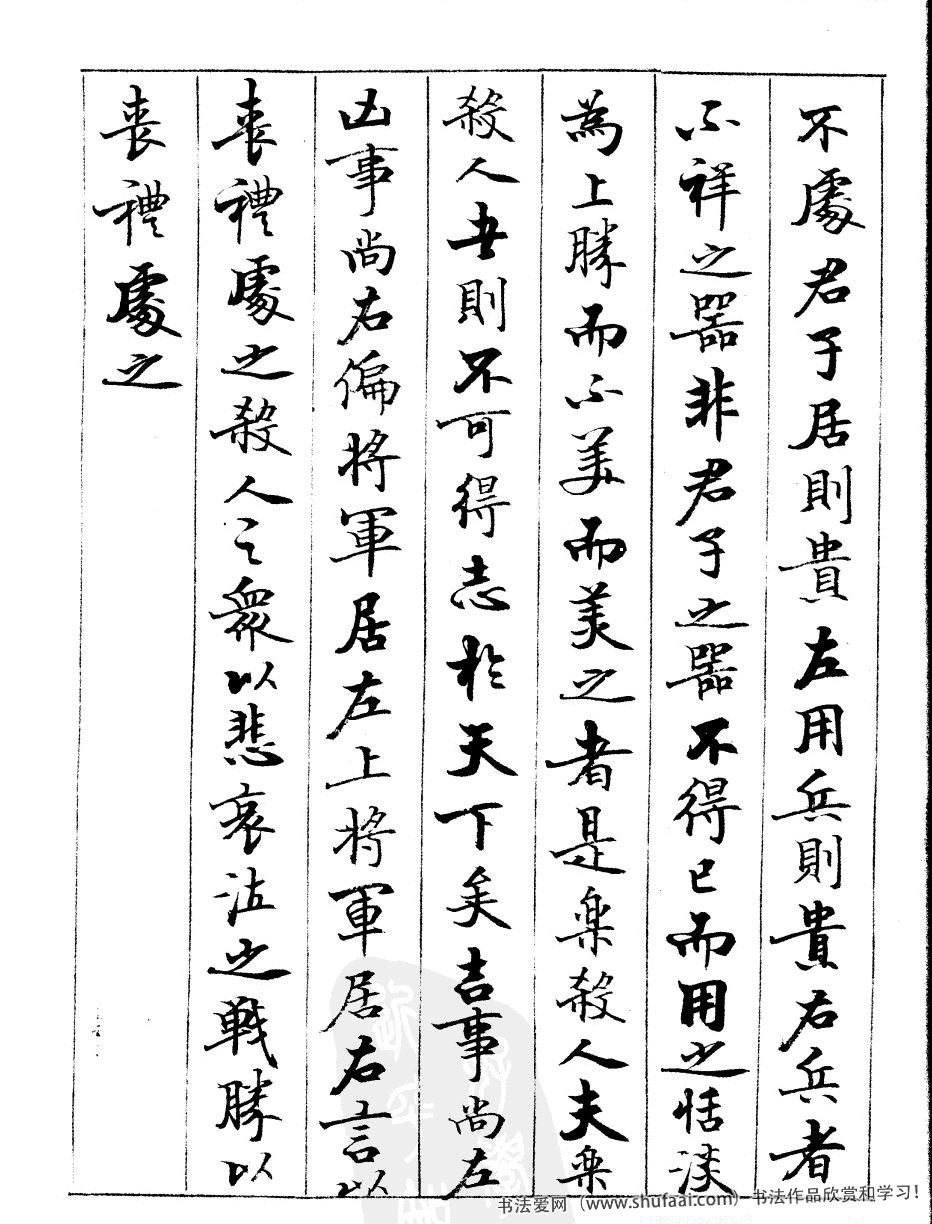 不處君子居則貴左用兵則貴右兵者
不祥之器非君子之器不得已而用之恬淡
為上勝而不美而美之者是樂殺人夫樂
殺人者則不可得志於天下矣吉事尚左
凶事尚右偏將軍居左上將軍居右言以
喪禮處之殺人之衆以悲哀泣之戦勝以
喪禮處之
书法爱网（www.shufaai.com）-书法作品欣赏和学习！